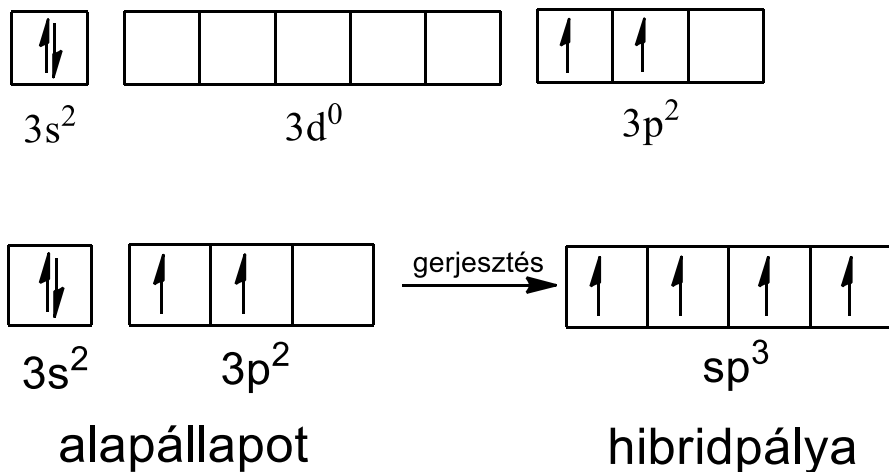 3s² 3d⁰ 3p²
gerjesztés
3s² 3p² sp³
alapállapot hibridpálya